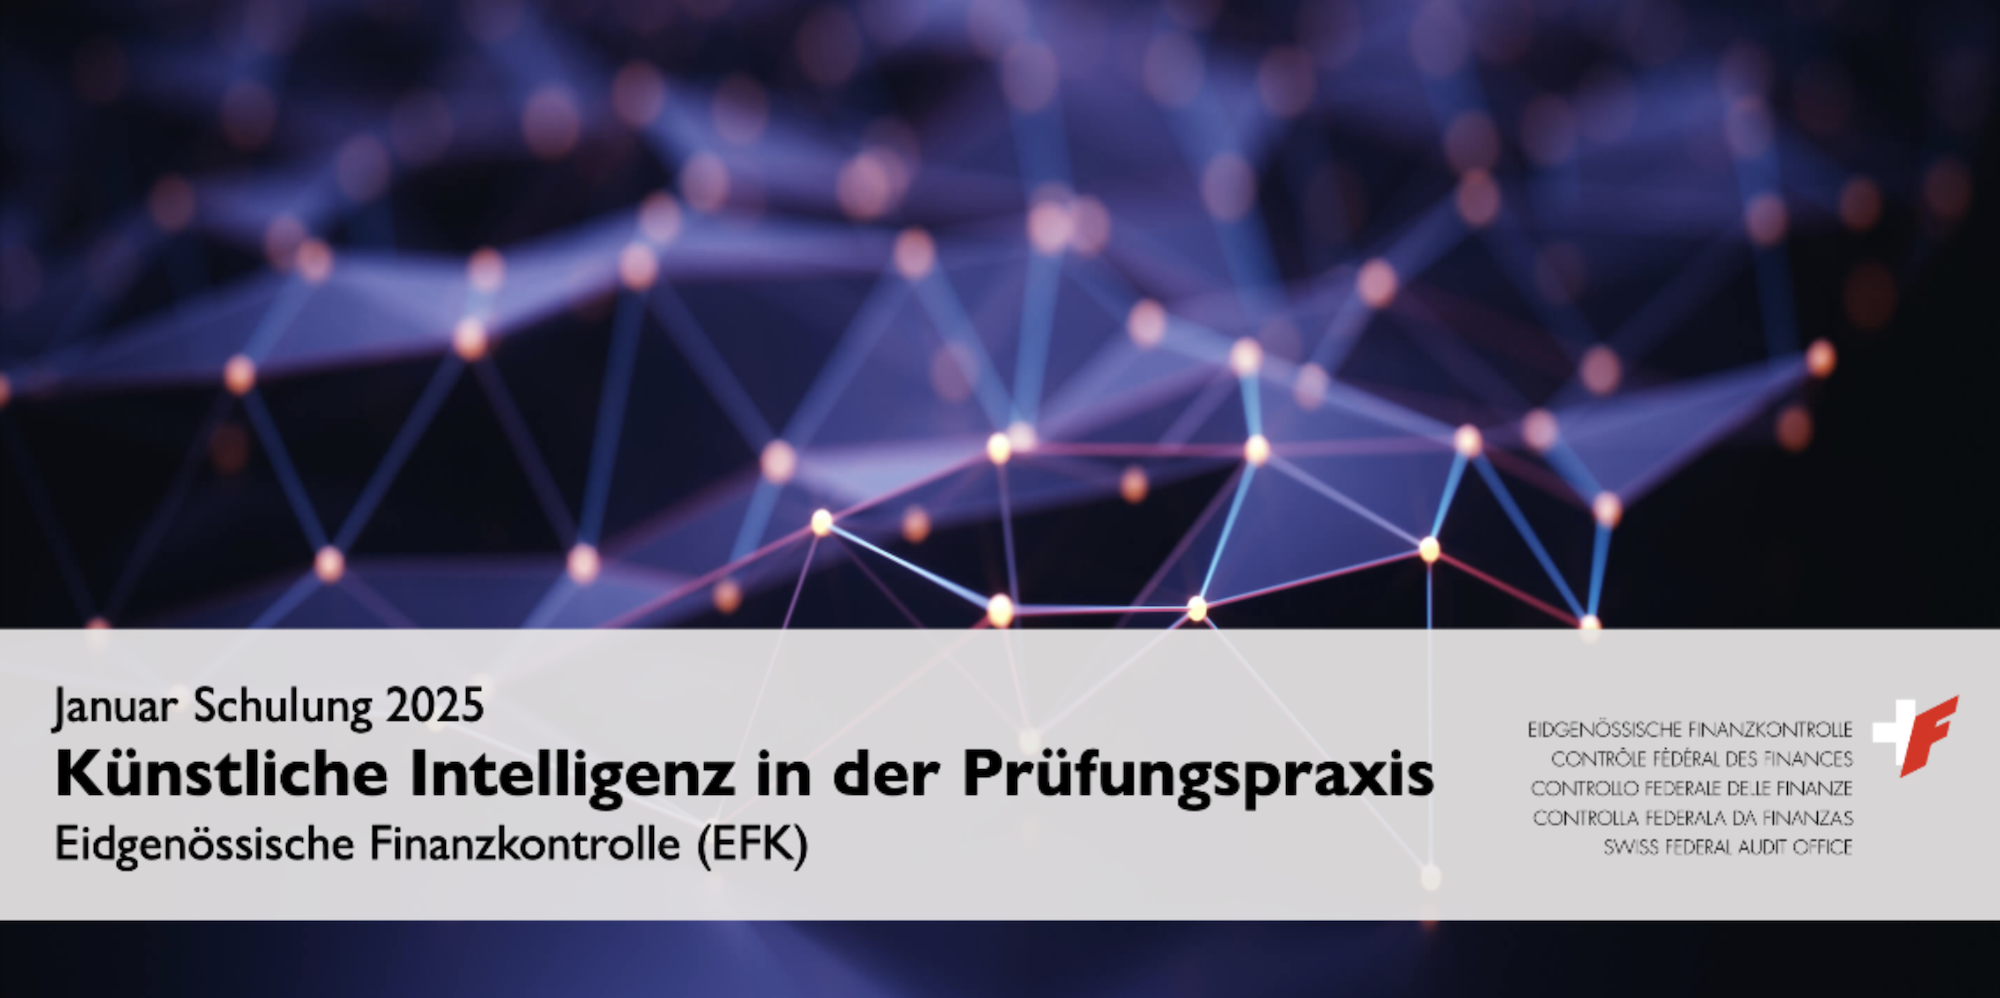 Januar Schulung 2025
Künstliche Intelligenz in der Prüfungspraxis
Eidgenössische Finanzkontrolle (EFK)
EIDGENÖSSISCHE FINANZKONTROLLE
CONTRÔLE FÉDÉRAL DES FINANCES
CONTROLLO FEDERALE DELLE FINANZE
CONTROLLA FEDERALA DA FINANZAS
SWISS FEDERAL AUDIT OFFICE